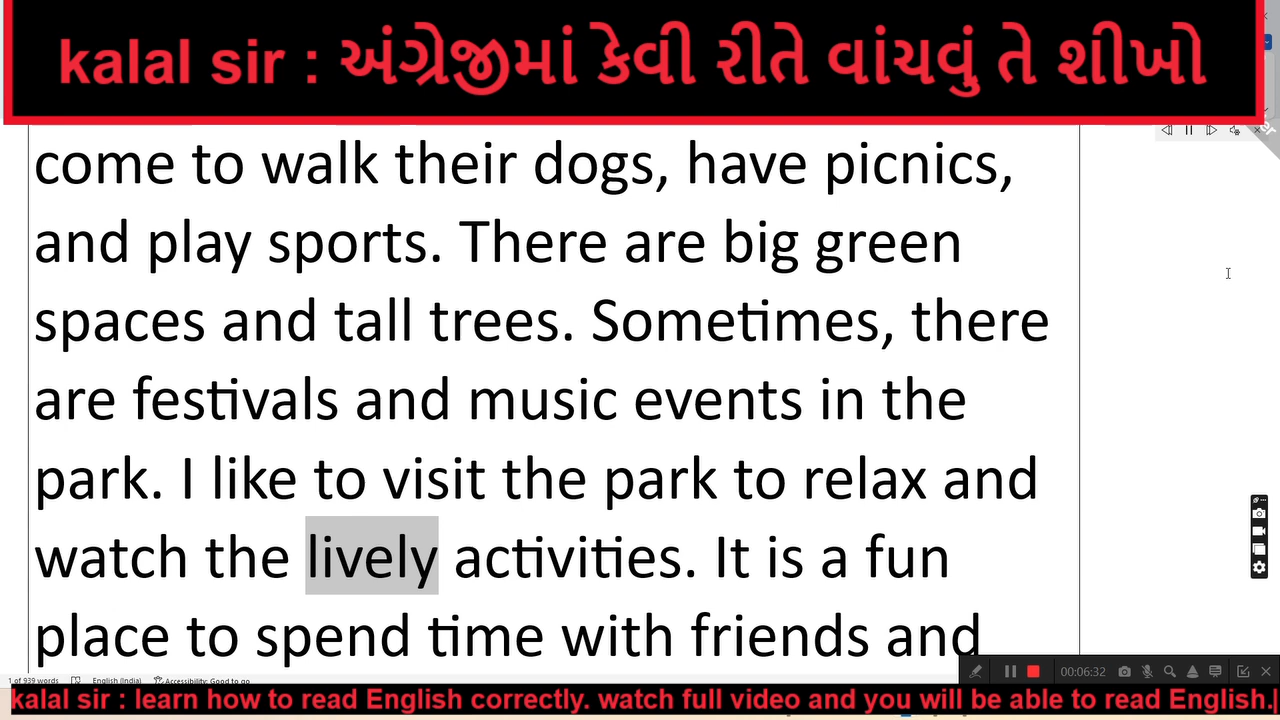 kalal sir : અંગ્રેજીમાં કેવી રીતે વાંચવું તે શીખો
come to walk their dogs, have picnics,
and play sports. There are big green
spaces and tall trees. Sometimes, there
are festivals and music events in the
park. I like to visit the park to relax and
watch the lively activities. It is a fun
place to spend time with friends and
00:06:32
1 of 939 words English (India) Accessibility: Good to go
kalal sir : learn how to read English correctly. watch full video and you will be able to read English.